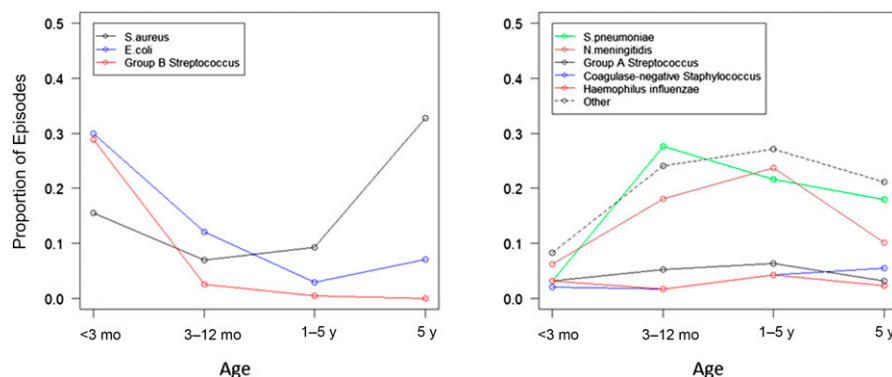 Proportion of Episodes
0.5
0.4
0.3
0.2
0.1
0.0
S.aureus
E.coli
Group B Streptococcus
<3 mo
3–12 mo
1–5 y
5 y
Age
0.5
0.4
0.3
0.2
0.1
0.0
S.pneumoniae
N.meningitidis
Group A Streptococcus
Coagulase-negative Staphylococcus
Haemophilus influenzae
Other
<3 mo
3–12 mo
1–5 y
5 y
Age